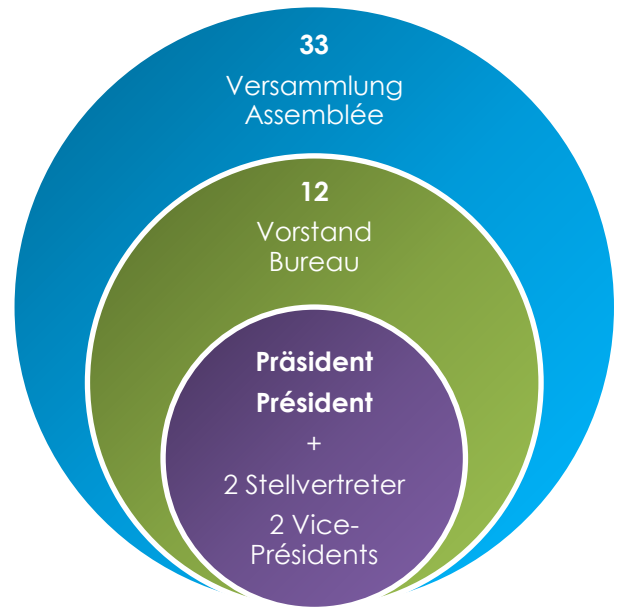 33
Versammlung
Assemblée
12
Vorstand
Bureau
Präsident
Président
+
2 Stellvertreter
2 Vice-
Présidents